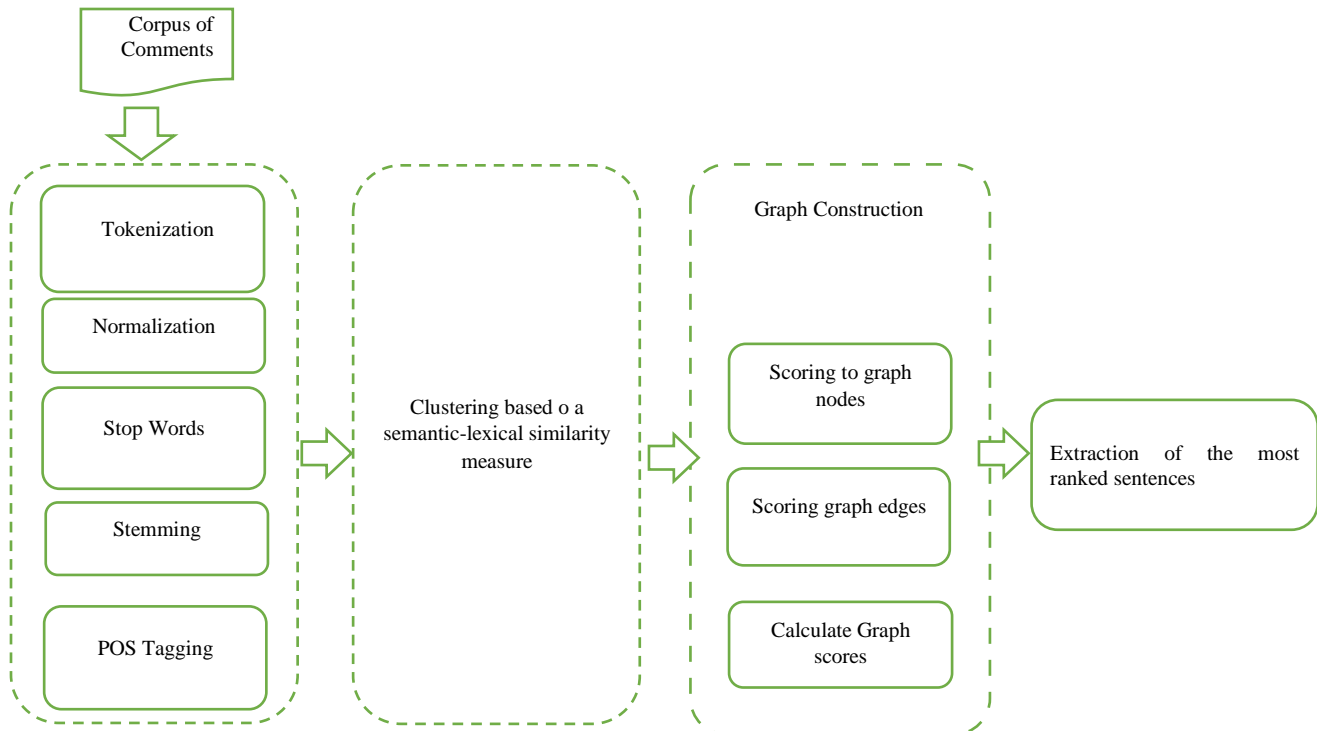 Corpus of
Comments
Tokenization
Normalization
Stop Words
Stemming
POS Tagging
Clustering based o a
semantic-lexical similarity
measure
Graph Construction
Scoring to graph
nodes
Scoring graph edges
Calculate Graph
scores
Extraction of the most
ranked sentences